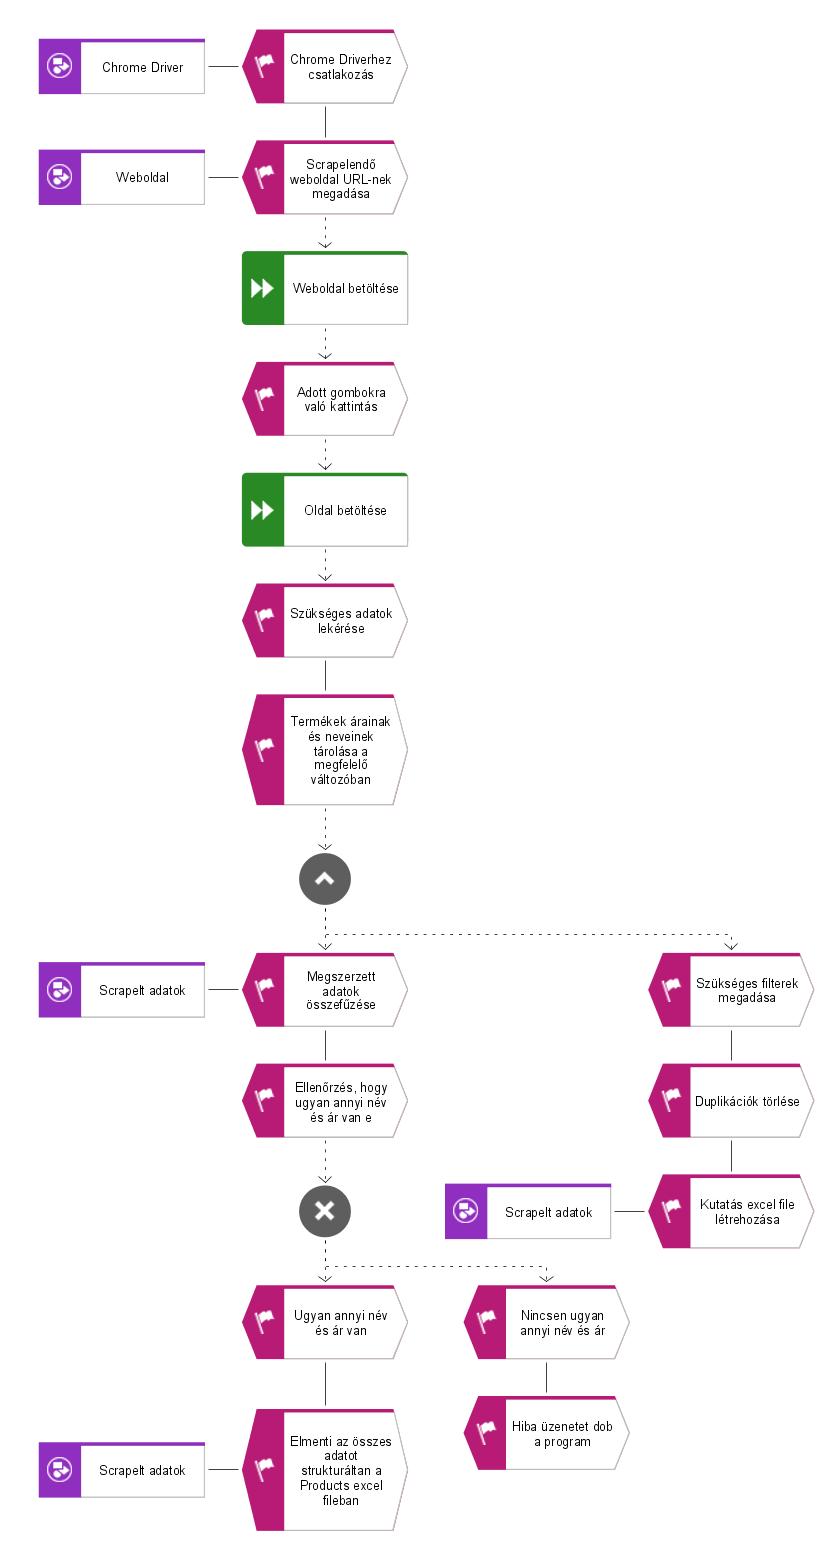 Chrome Driver
Chrome Driverhez
csatlakozás
Weboldal
Scrapelendő
weboldal URL-nek
megadása
Weboldal betöltése
Adott gombokra
való kattintás
Oldal betöltése
Szükséges adatok
lekérése
Termékek árainak
és neveinek
tárolása a
megfelelő
változóban
Scrapelt adatok
Megszerzett
adatok
összefűzése
Szükséges filterek
megadása
Ellenőrzés, hogy
ugyan annyi név
és ár van e
Duplikációk törlése
Scrapelt adatok
Kutatás excel file
létrehozása
Ugyan annyi név
és ár van
Nincsen ugyan
annyi név és ár
Scrapelt adatok
Elmenti az összes
adatot
strukturáltan a
Products excel
fileban
Hiba üzenetet dob
a program